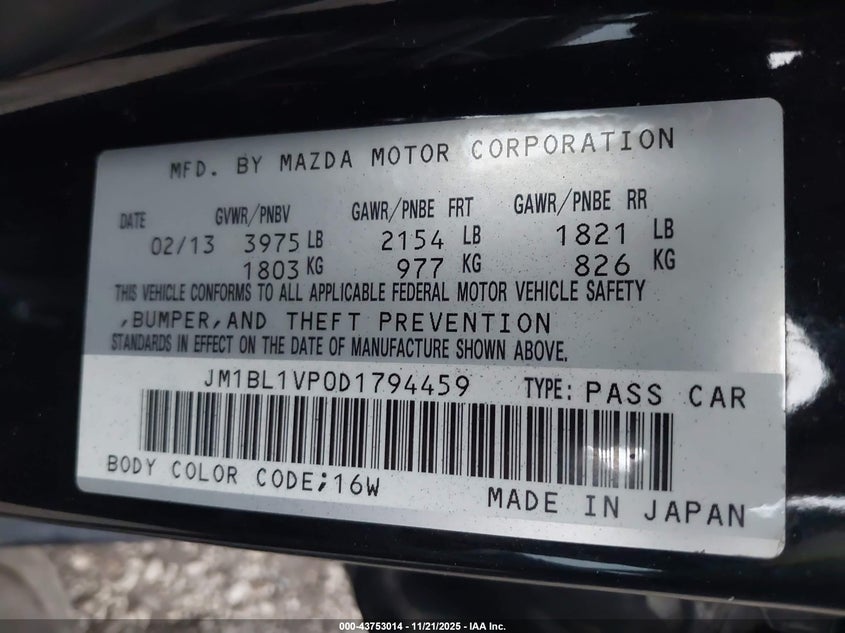 MFD. BY MAZDA MOTOR CORPORATION
DATE GVWR/PNBV GAWR/PNBE FRT GAWR/PNBE RR
02/13 3975 LB 2154 LB 1821 LB
1803 KG 977 KG 826 KG
THIS VEHICLE CONFORMS TO ALL APPLICABLE FEDERAL MOTOR VEHICLE SAFETY
,BUMPER,AND THEFT PREVENTION
STANDARDS IN EFFECT ON THE DATE OF MANUFACTURE SHOWN ABOVE.
JM1BL1VP0D1794459 TYPE: PASS CAR
BODY COLOR CODE;16W
MADE IN JAPAN
000-43753014 - 11/21/2025 - IAA Inc.